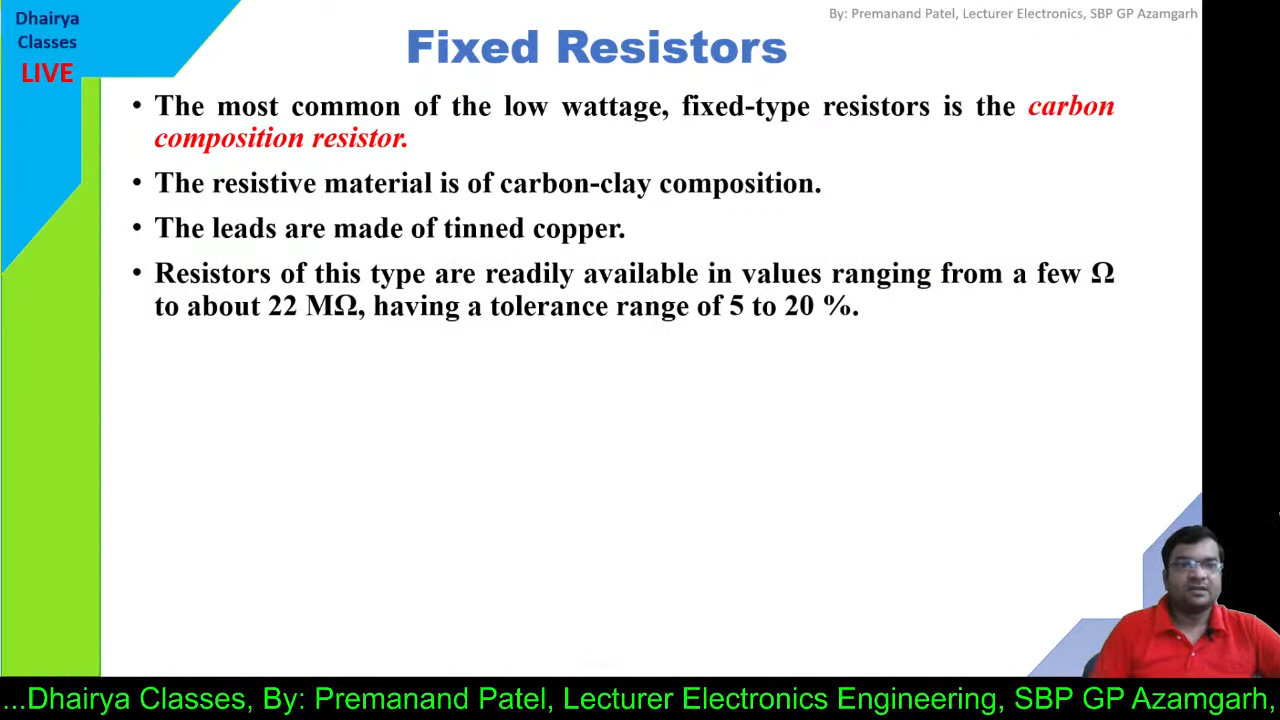 Dhairya
Classes
LIVE
By: Premanand Patel, Lecturer Electronics, SBP GP Azamgarh
Fixed Resistors
• The most common of the low wattage, fixed-type resistors is the carbon
composition resistor.
• The resistive material is of carbon-clay composition.
• The leads are made of tinned copper.
• Resistors of this type are readily available in values ranging from a few Ω
to about 22 MΩ, having a tolerance range of 5 to 20 %.
...Dhairya Classes, By: Premanand Patel, Lecturer Electronics Engineering, SBP GP Azamgarh,